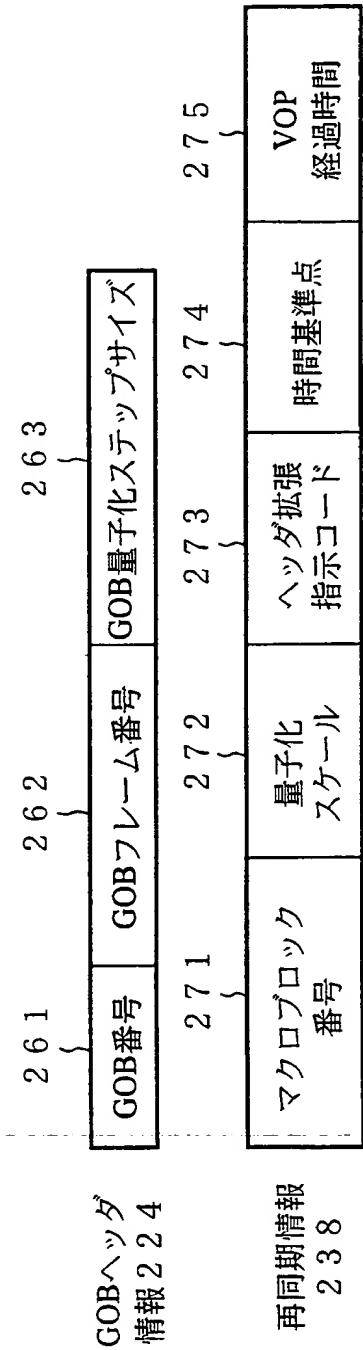 GOBヘッダ
情報２２４
２６１
２６２
２６３
GOB番号
GOBフレーム番号
GOB量子化ステップサイズ
再同期情報
２３８
２７１
２７２
２７３
２７４
２７５
マクロブロック
番号
量子化
スケール
ヘッダ拡張
指示コード
時間基準点
VOP
経過時間